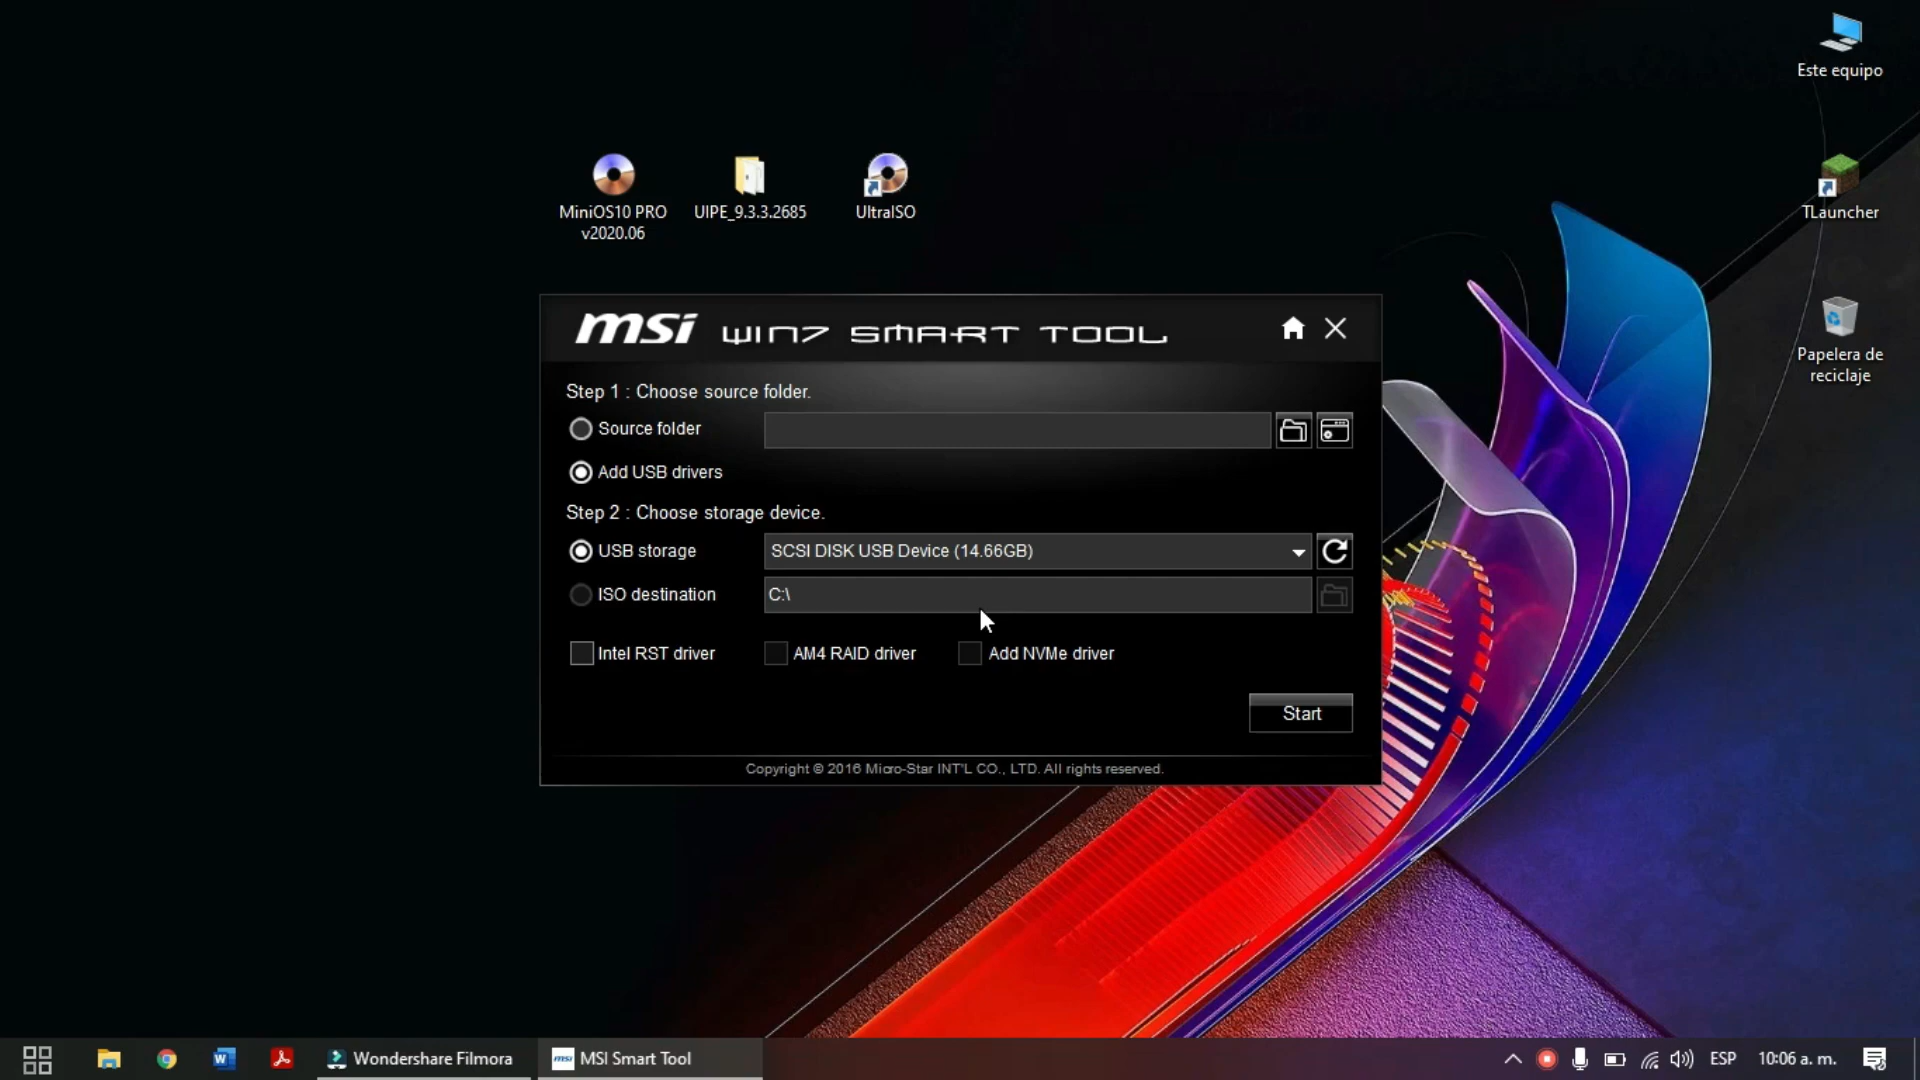 Este equipo
MiniOS10 PRO
v2020.06
UIPE_9.3.3.2685
UltraISO
TLauncher
Papelera de
reciclaje
msi WIN7 SMART TOOL
Step 1 : Choose source folder.
Source folder
Add USB drivers
Step 2 : Choose storage device.
USB storage
SCSI DISK USB Device (14.66GB)
ISO destination
C:\
Intel RST driver
AM4 RAID driver
Add NVMe driver
Start
Copyright © 2016 Micro-Star INT'L CO., LTD. All rights reserved.
Wondershare Filmora
msi MSI Smart Tool
ESP
10:06 a. m.